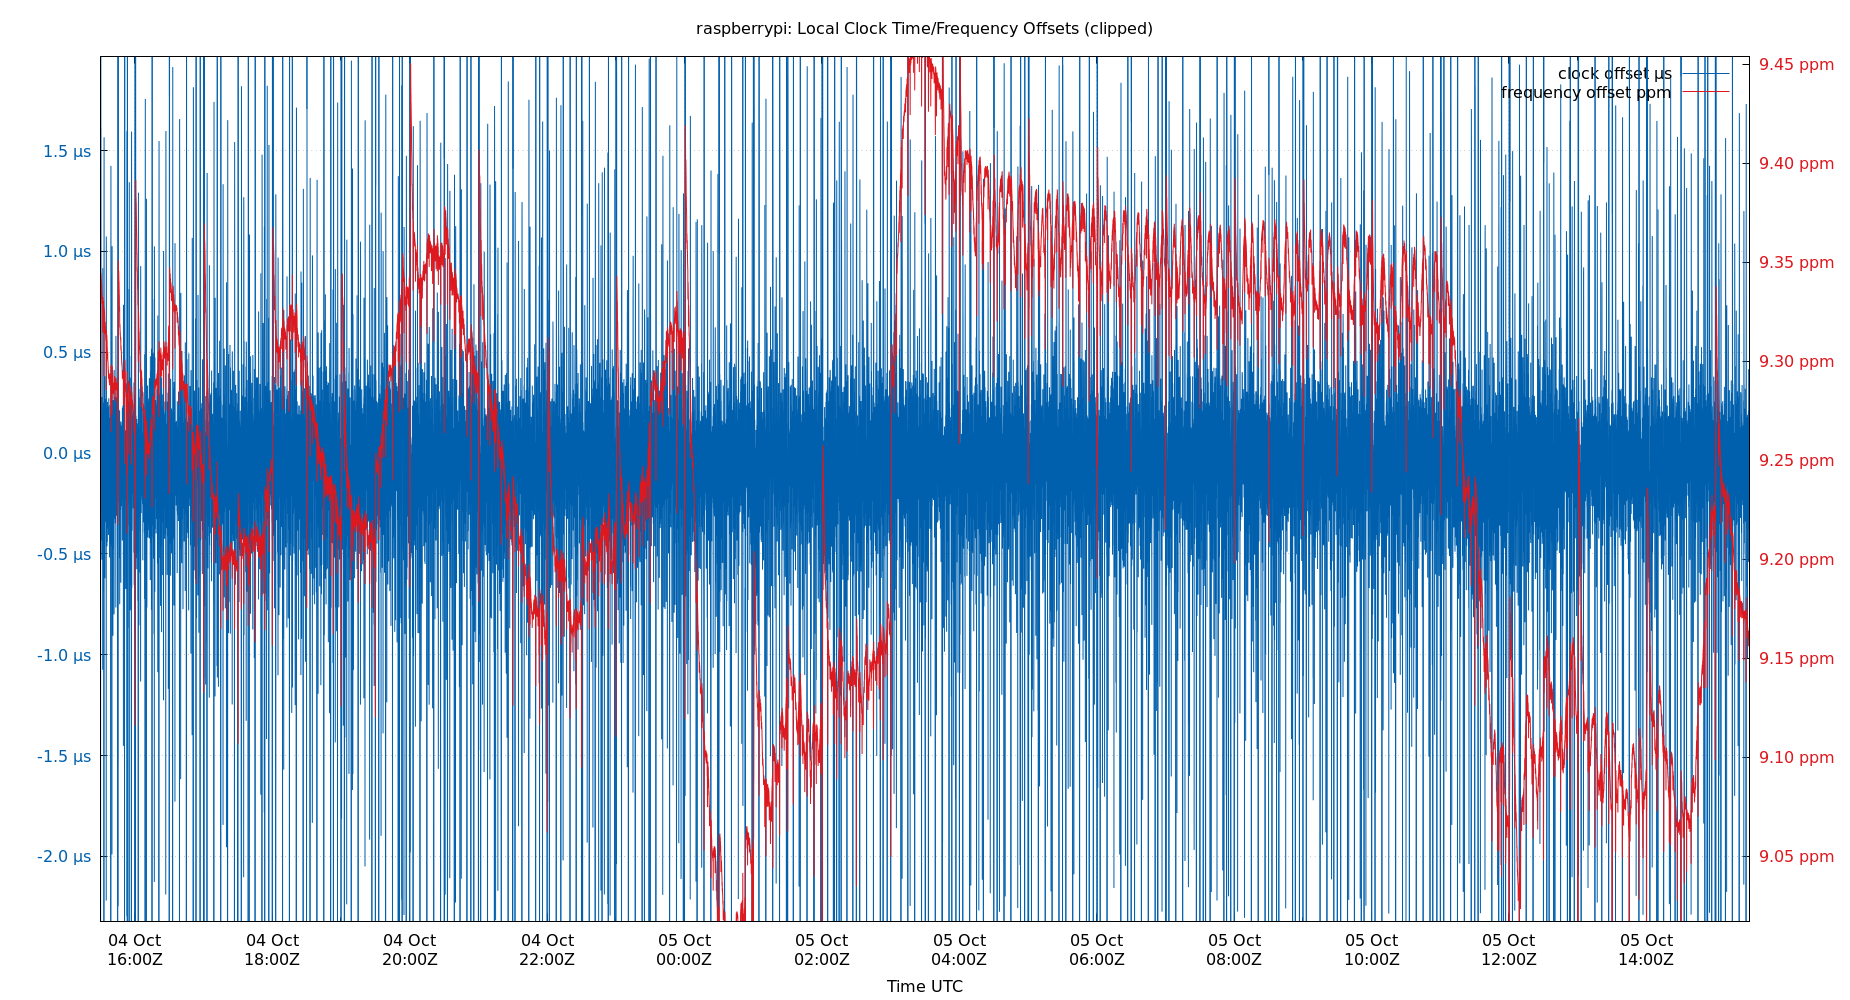 raspberrypi: Local Clock Time/Frequency Offsets (clipped)
clock offset µs
frequency offset ppm
1.5 µs
1.0 µs
0.5 µs
0.0 µs
-0.5 µs
-1.0 µs
-1.5 µs
-2.0 µs
9.45 ppm
9.40 ppm
9.35 ppm
9.30 ppm
9.25 ppm
9.20 ppm
9.15 ppm
9.10 ppm
9.05 ppm
04 Oct 04 Oct 04 Oct 04 Oct 05 Oct 05 Oct 05 Oct 05 Oct 05 Oct 05 Oct 05 Oct 05 Oct
16:00Z 18:00Z 20:00Z 22:00Z 00:00Z 02:00Z 04:00Z 06:00Z 08:00Z 10:00Z 12:00Z 14:00Z
Time UTC